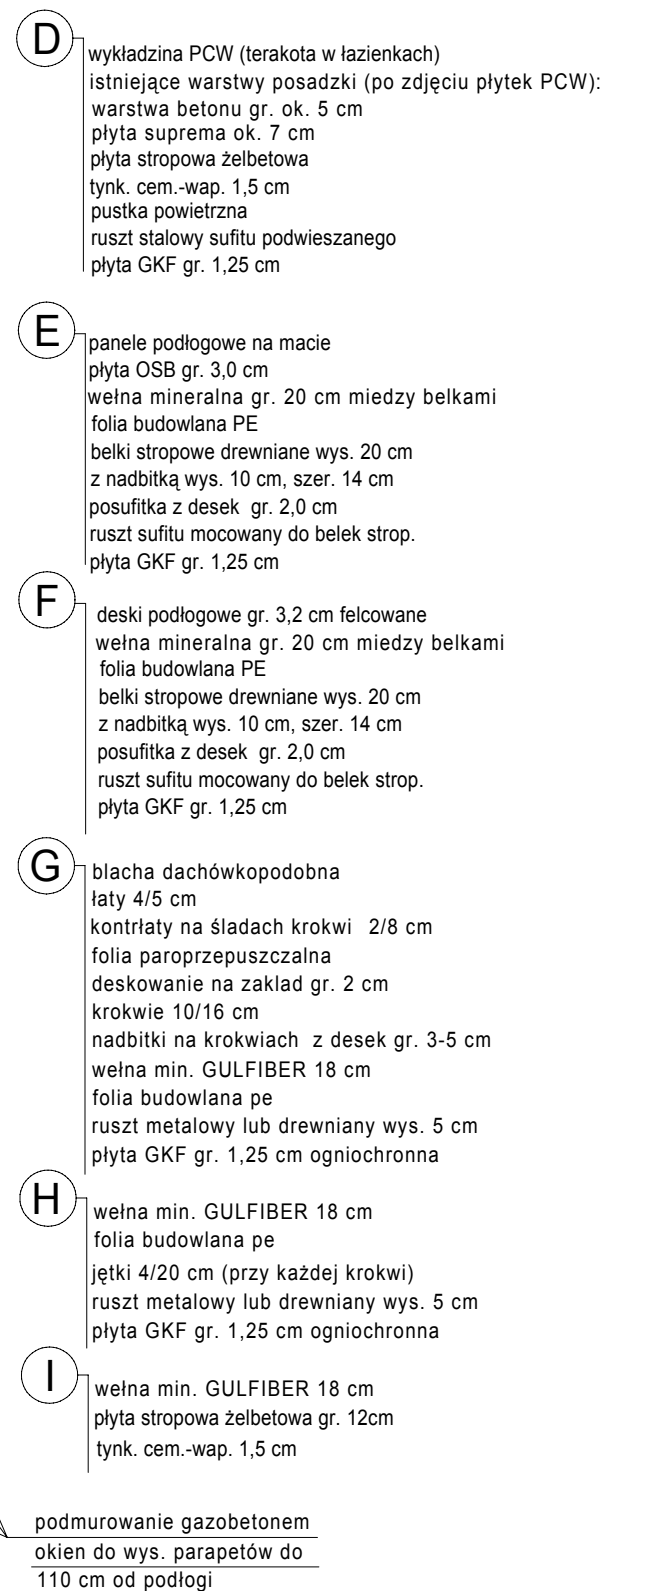 D
wykładzina PCW (terakota w łazienkach)
istniejące warstwy posadzki (po zdjęciu płytek PCW):
warstwa betonu gr. ok. 5 cm
płyta suprema ok. 7 cm
płyta stropowa żelbetowa
tynk. cem.-wap. 1,5 cm
pustka powietrzna
ruszt stalowy sufitu podwieszanego
płyta GKF gr. 1,25 cm
E
panele podłogowe na macie
płyta OSB gr. 3,0 cm
wełna mineralna gr. 20 cm miedzy belkami
folia budowlana PE
belki stropowe drewniane wys. 20 cm
z nadbitką wys. 10 cm, szer. 14 cm
posufitka z desek gr. 2,0 cm
ruszt sufitu mocowany do belek strop.
płyta GKF gr. 1,25 cm
F
deski podłogowe gr. 3,2 cm felcowane
wełna mineralna gr. 20 cm miedzy belkami
folia budowlana PE
belki stropowe drewniane wys. 20 cm
z nadbitką wys. 10 cm, szer. 14 cm
posufitka z desek gr. 2,0 cm
ruszt sufitu mocowany do belek strop.
płyta GKF gr. 1,25 cm
G
blacha dachówkopodobna
łaty 4/5 cm
kontrłaty na śladach krokwi 2/8 cm
folia paroprzepuszczalna
deskowanie na zaklad gr. 2 cm
krokwie 10/16 cm
nadbitki na krokwiach z desek gr. 3-5 cm
wełna min. GULFIBER 18 cm
folia budowlana pe
ruszt metalowy lub drewniany wys. 5 cm
płyta GKF gr. 1,25 cm ogniochronna
H
wełna min. GULFIBER 18 cm
folia budowlana pe
jętki 4/20 cm (przy każdej krokwi)
ruszt metalowy lub drewniany wys. 5 cm
płyta GKF gr. 1,25 cm ogniochronna
I
wełna min. GULFIBER 18 cm
płyta stropowa żelbetowa gr. 12cm
tynk. cem.-wap. 1,5 cm
podmurowanie gazobetonem
okien do wys. parapetów do
110 cm od podłogi